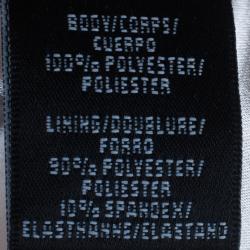 BODY/CORPS/
CUERPO
100% POLYESTER/
POLIESTER
LINING/DOUBLURE/
FORRO
90% POLYESTER/
POLIESTER
10% SPANDEX/
ELASTHANNE/ELASTANO